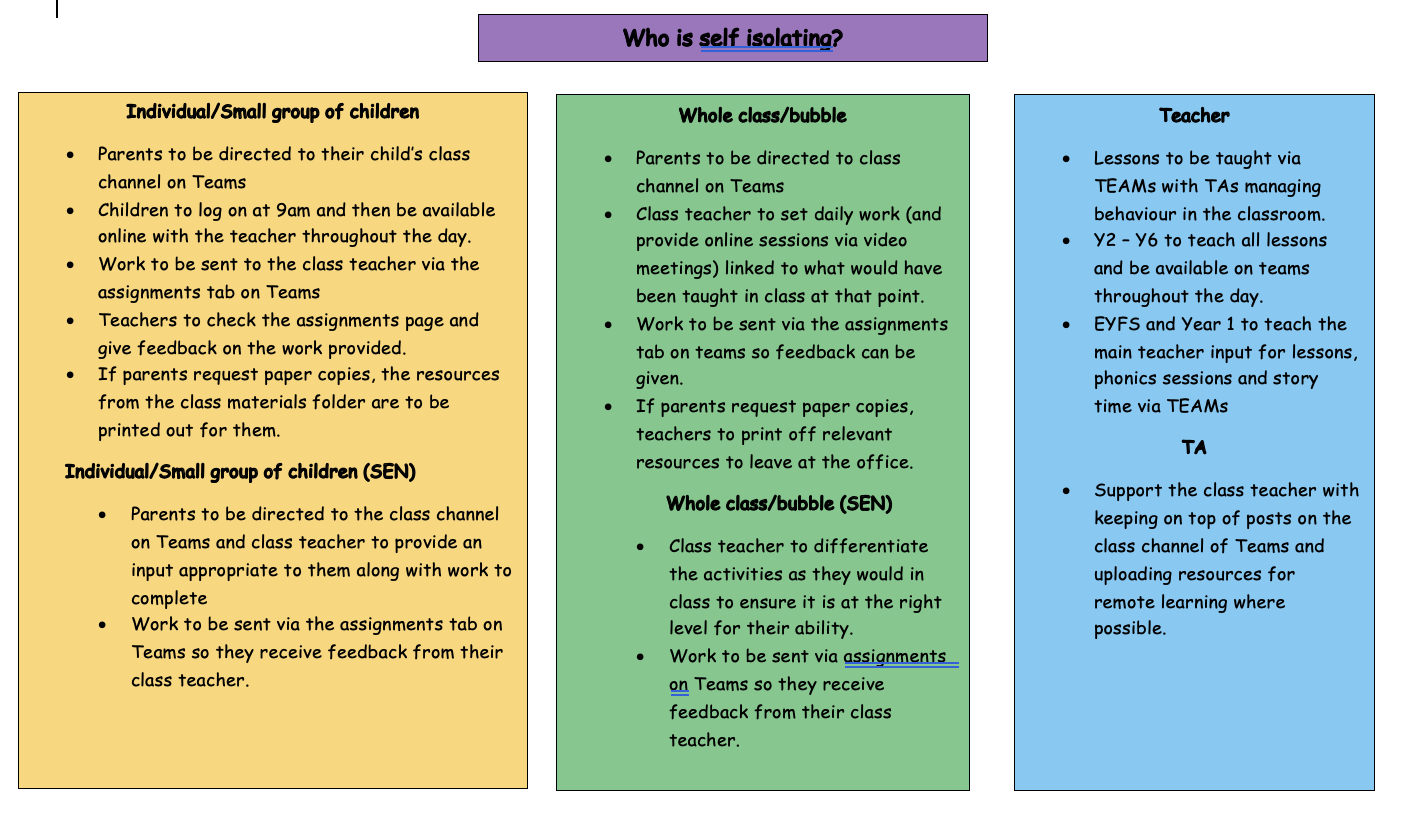 Who is self isolating?
Individual/Small group of children
• Parents to be directed to their child's class
channel on Teams
• Children to log on at 9am and then be available
online with the teacher throughout the day.
• Work to be sent to the class teacher via the
assignments tab on Teams
• Teachers to check the assignments page and
give feedback on the work provided.
• If parents request paper copies, the resources
from the class materials folder are to be
printed out for them.
Individual/Small group of children (SEN)
• Parents to be directed to the class channel
on Teams and class teacher to provide an
input appropriate to them along with work to
complete
• Work to be sent via the assignments tab on
Teams so they receive feedback from their
class teacher.
Whole class/bubble
• Parents to be directed to class
channel on Teams
• Class teacher to set daily work (and
provide online sessions via video
meetings) linked to what would have
been taught in class at that point.
• Work to be sent via the assignments
tab on teams so feedback can be
given.
• If parents request paper copies,
teachers to print off relevant
resources to leave at the office.
Whole class/bubble (SEN)
• Class teacher to differentiate
the activities as they would in
class to ensure it is at the right
level for their ability.
• Work to be sent via assignments
on Teams so they receive
feedback from their class
teacher.
Teacher
• Lessons to be taught via
TEAMs with TAs managing
behaviour in the classroom.
• Y2 – Y6 to teach all lessons
and be available on teams
throughout the day.
• EYFS and Year 1 to teach the
main teacher input for lessons,
phonics sessions and story
time via TEAMs
TA
• Support the class teacher with
keeping on top of posts on the
class channel of Teams and
uploading resources for
remote learning where
possible.